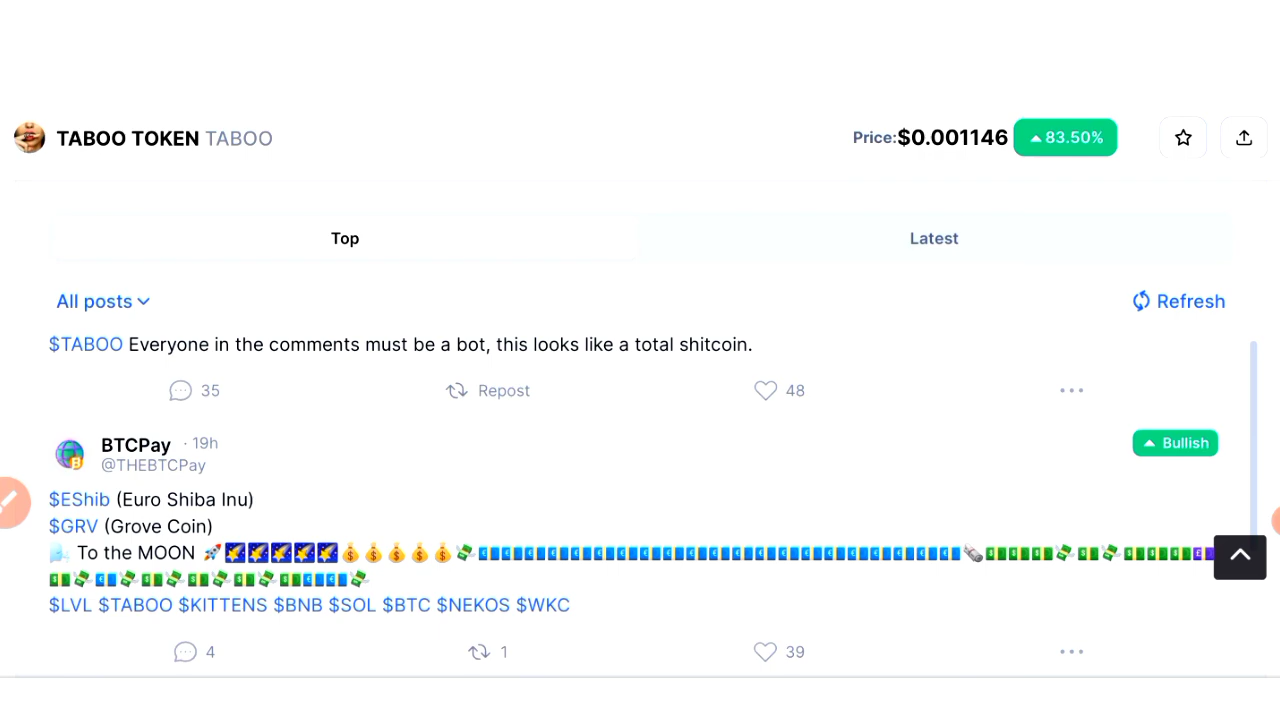 TABOO TOKEN TABOO
Price:$0.001146 83.50%
Top
Latest
All posts
Refresh
$TABOO Everyone in the comments must be a bot, this looks like a total shitcoin.
35
Repost
48
BTCPay · 19h
@THEBTCPay
Bullish
$EShib (Euro Shiba Inu)
$GRV (Grove Coin)
To the MOON
$LVL $TABOO $KITTENS $BNB $SOL $BTC $NEKOS $WKC
4
1
39